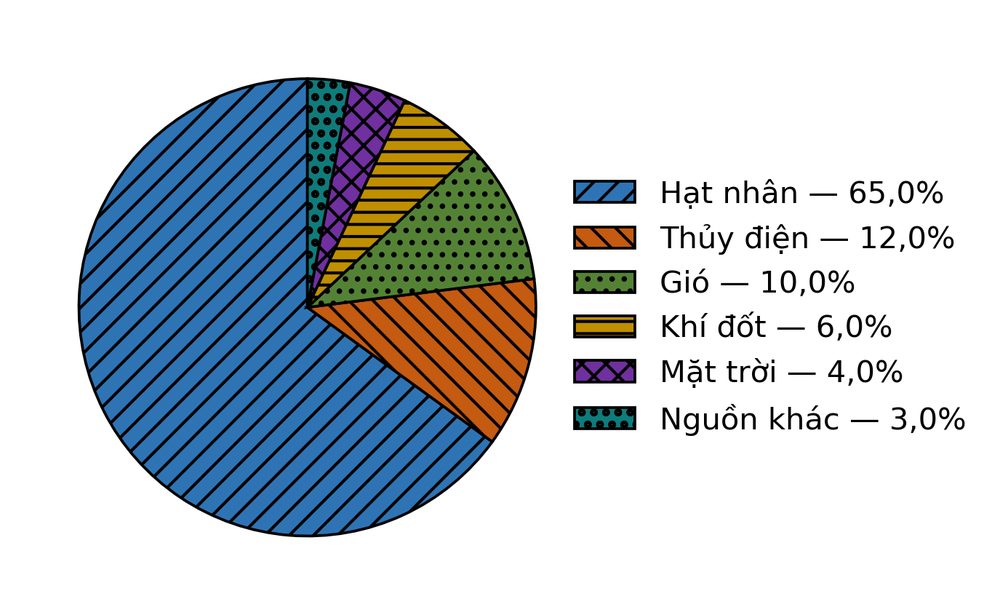 Hạt nhân — 65,0%
Thủy điện — 12,0%
Gió — 10,0%
Khí đốt — 6,0%
Mặt trời — 4,0%
Nguồn khác — 3,0%